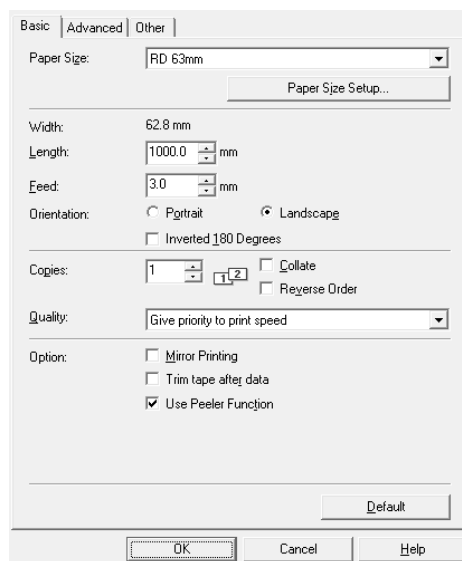 Basic Advanced Other
Paper Size: RD 63mm
Paper Size Setup...
Width: 62.8 mm
Length: 1000.0 mm
Feed: 3.0 mm
Orientation: Portrait Landscape
Inverted 180 Degrees
Copies: 1 1 2 Collate
Reverse Order
Quality: Give priority to print speed
Option: Mirror Printing
Trim tape after data
Use Peeler Function
Default
OK Cancel Help